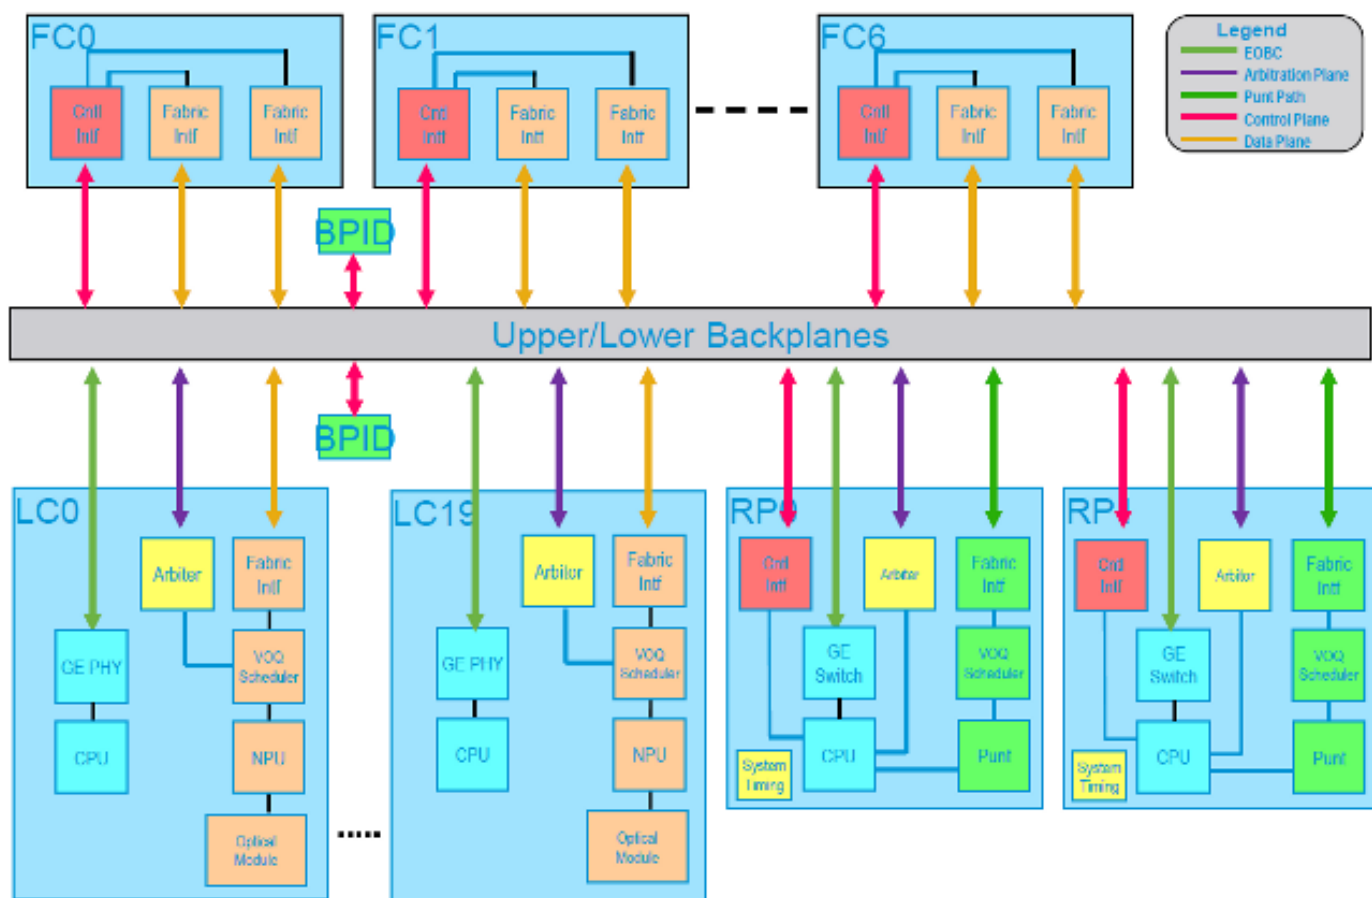 FC0
Cntl
Intf
Fabric
Intf
Fabric
Intf
FC1
Cntl
Intf
Fabric
Intf
Fabric
Intf
FC6
Cntl
Intf
Fabric
Intf
Fabric
Intf
Legend
EOBC
Arbitration Plane
Punt Path
Control Plane
Data Plane
BPID
Upper/Lower Backplanes
BPID
LC0
Arbiter
Fabric
Intf
GE PHY
VOQ
Scheduler
CPU
NPU
Optical
Module
LC19
Arbitor
Fabric
Intf
GE PHY
VOQ
Scheduler
CPU
NPU
Optical
Module
RP0
Cntl
Intf
Arbiter
Fabric
Intf
GE
Switch
VOQ
Scheduler
System
Timing
CPU
Punt
RP1
Cntl
Intf
Arbitor
Fabric
Intf
GE
Switch
VOQ
Scheduler
System
Timing
CPU
Punt